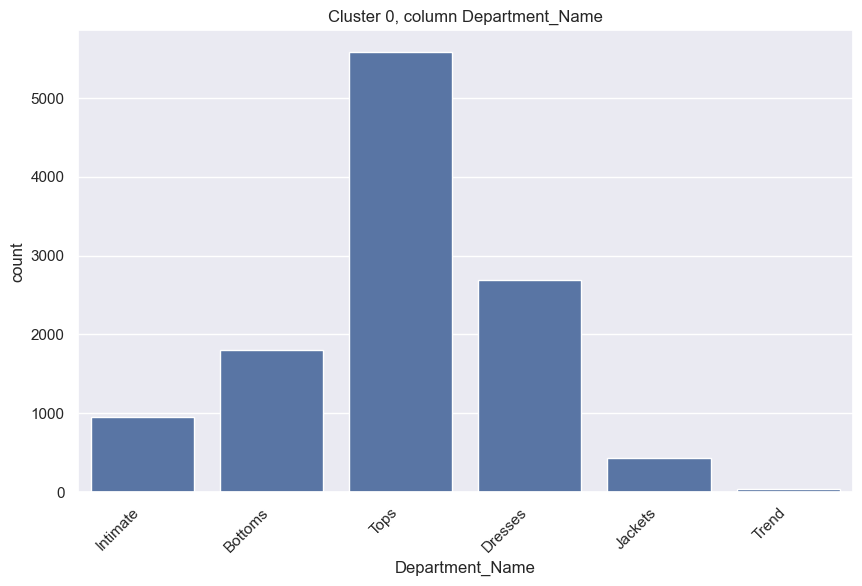 Cluster 0, column Department_Name
5000
4000
3000
2000
1000
0
count
Intimate
Bottoms
Tops
Dresses
Jackets
Trend
Department_Name